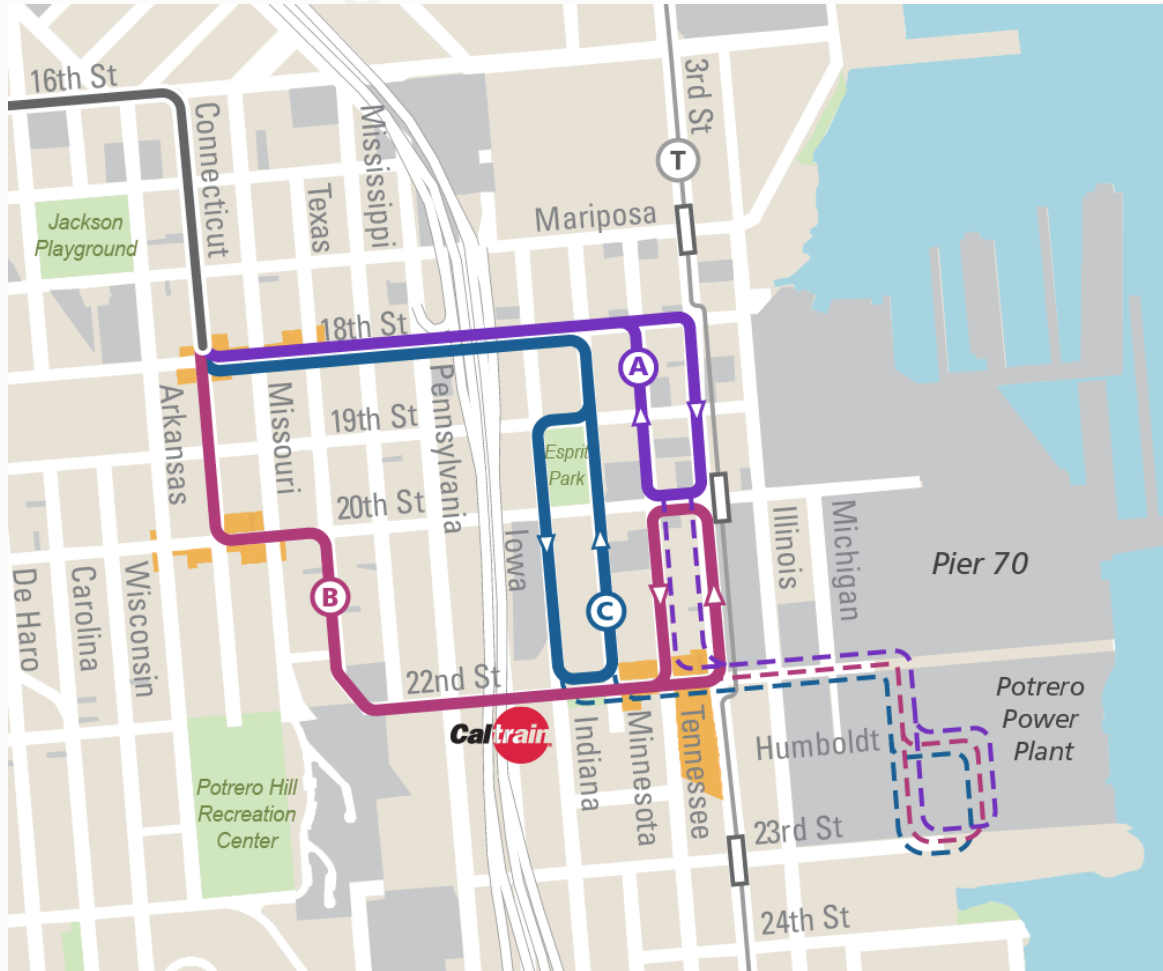 16th St
Connecticut
Mississippi
3rd St
T
Texas
Jackson
Playground
Mariposa
18th St
A
Arkansas
Missouri
Pennsylvania
19th St
Esprit
Park
20th St
Iowa
Illinois
Michigan
Pier 70
De Haro
Carolina
Wisconsin
B
C
22nd St
Caltrain
Indiana
Minnesota
Tennessee
Humboldt
Potrero
Power
Plant
Potrero Hill
Recreation
Center
23rd St
24th St